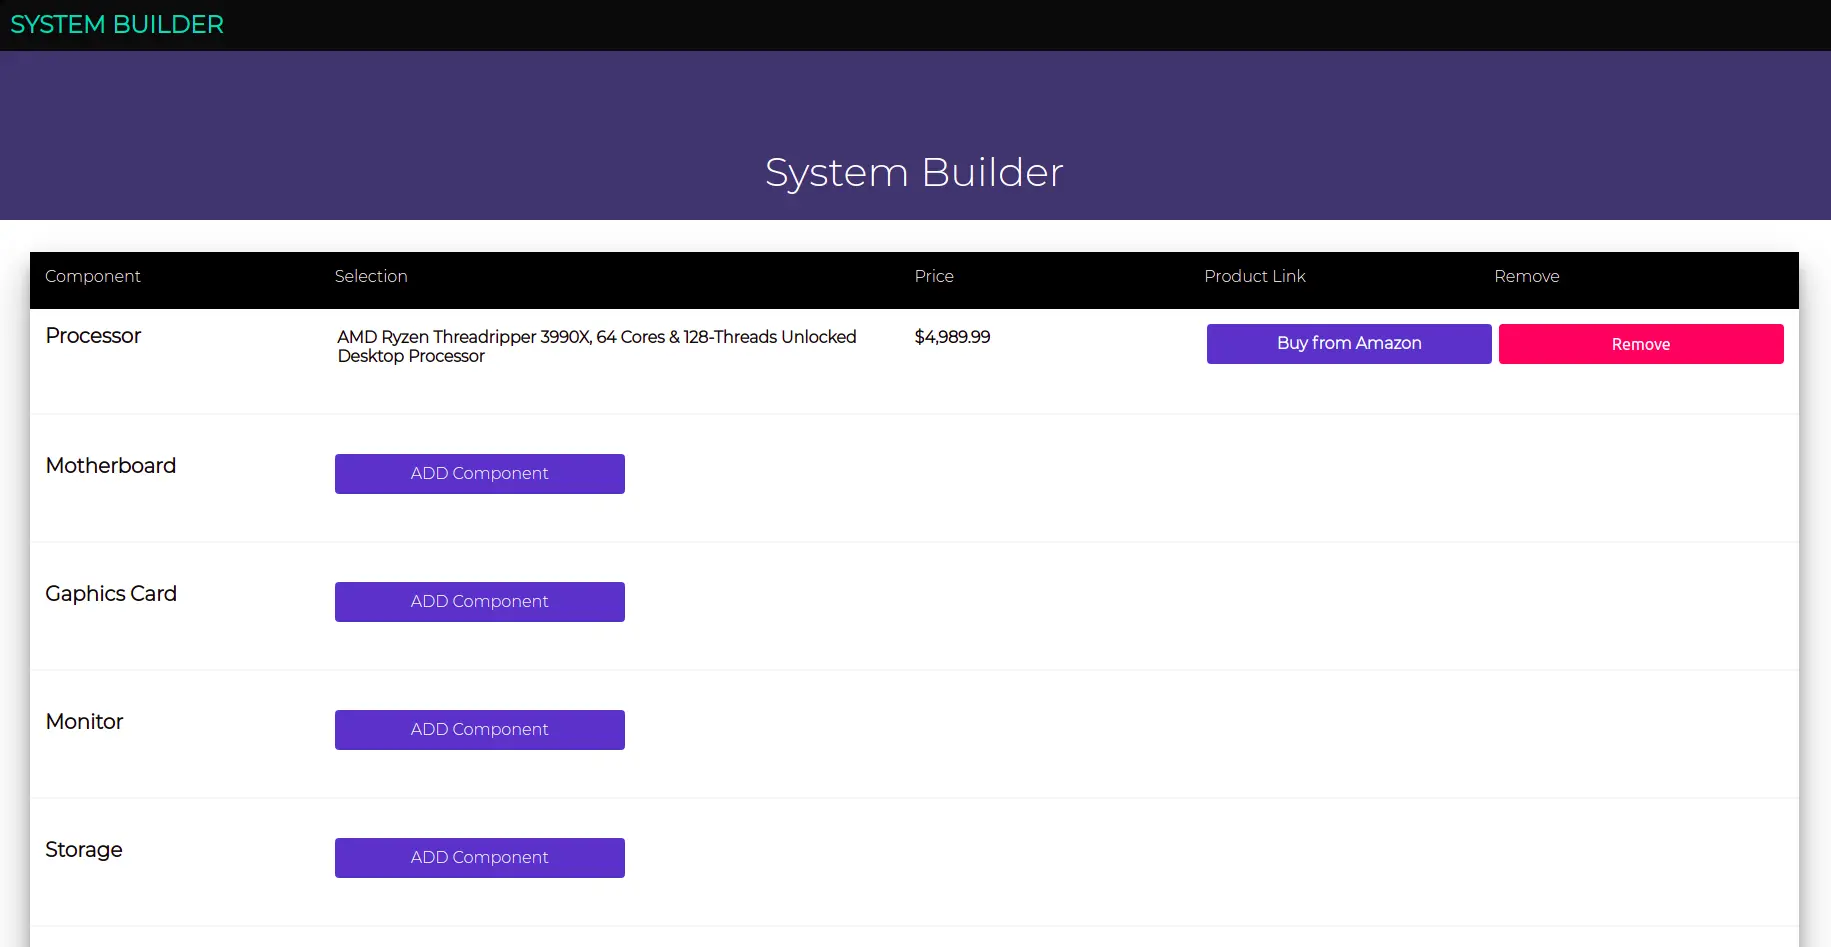 SYSTEM BUILDER
System Builder
Component Selection Price Product Link Remove
Processor AMD Ryzen Threadripper 3990X, 64 Cores & 128-Threads Unlocked $4,989.99 Buy from Amazon Remove
Desktop Processor
Motherboard ADD Component
Gaphics Card ADD Component
Monitor ADD Component
Storage ADD Component